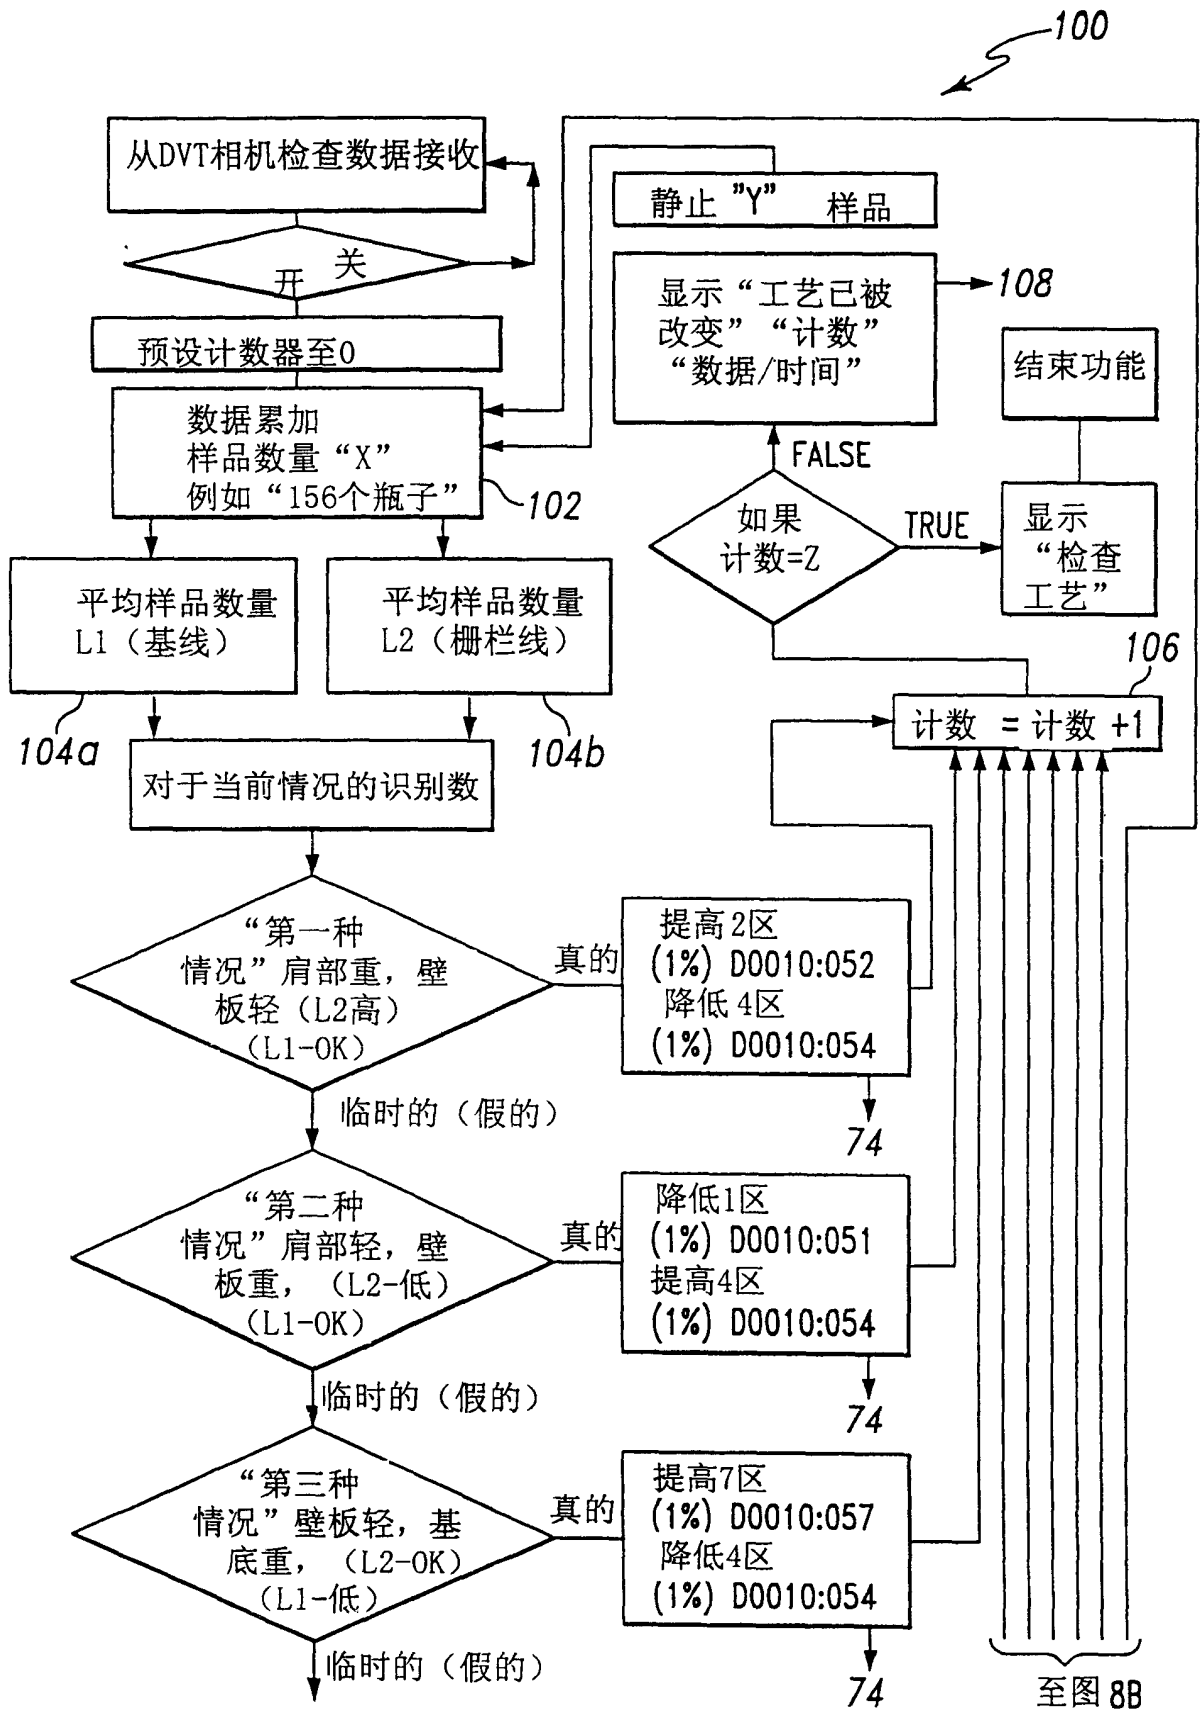 100
从DVT相机检查数据接收
关
开
预设计数器至0
数据累加
样品数量“X”
例如“156个瓶子”
102
静止 ”Y” 样品
显示“工艺已被
改变”“计数”
“数据/时间”
108
结束功能
FALSE
如果
计数=Z
TRUE
显示
“检查
工艺”
平均样品数量
L1（基线）
104a
平均样品数量
L2（栅栏线）
104b
106
计数 = 计数 +1
对于当前情况的识别数
“第一种
情况”肩部重，壁
板轻（L2高）
（L1-OK）
真的
提高2区
(1%) D0010:052
降低 4区
(1%) D0010:054
74
临时的（假的）
“第二种
情况”肩部轻，壁
板重，（L2-低）
（L1-OK）
真的
降低1区
(1%) D0010:051
提高4区
(1%) D0010:054
74
临时的（假的）
“第三种
情况”壁板轻，基
底重，（L2-OK）
（L1-低）
真的
提高7区
(1%) D0010:057
降低4区
(1%) D0010:054
74
临时的（假的）
至图 8B